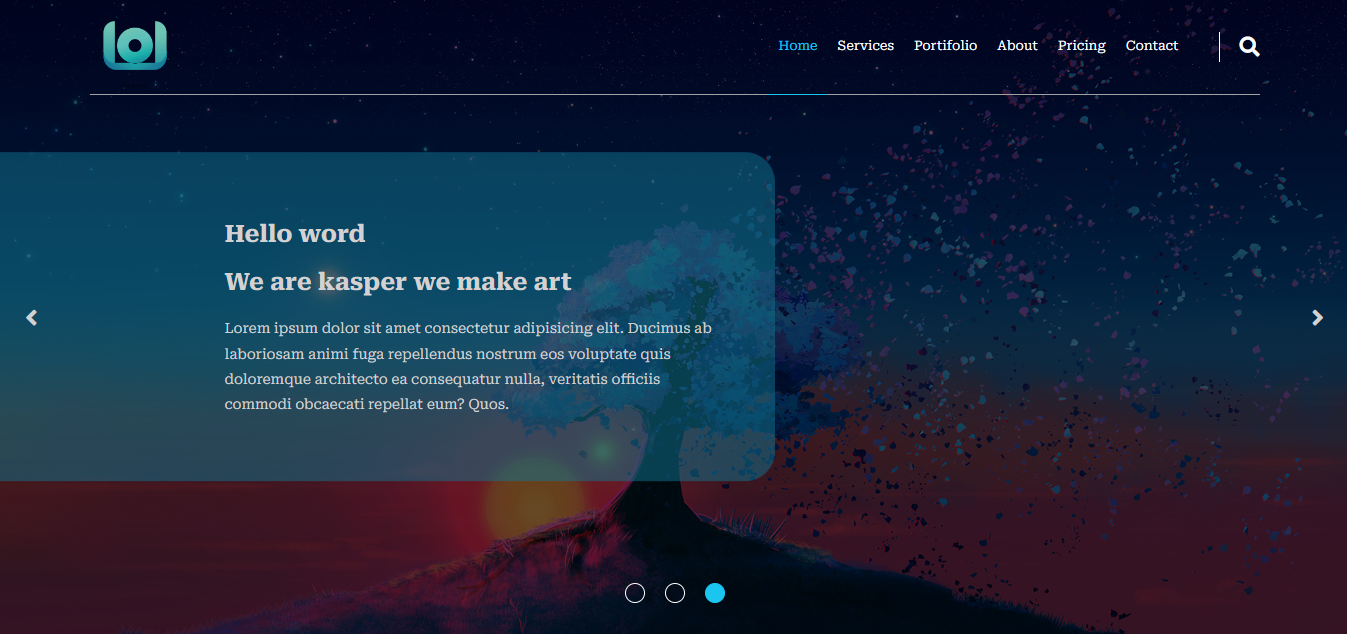 lol
Home Services Portifolio About Pricing Contact
Hello word
We are kasper we make art
Lorem ipsum dolor sit amet consectetur adipisicing elit. Ducimus ab
laboriosam animi fuga repellendus nostrum eos voluptate quis
doloremque architecto ea consequatur nulla, veritatis officiis
commodi obcaecati repellat eum? Quos.